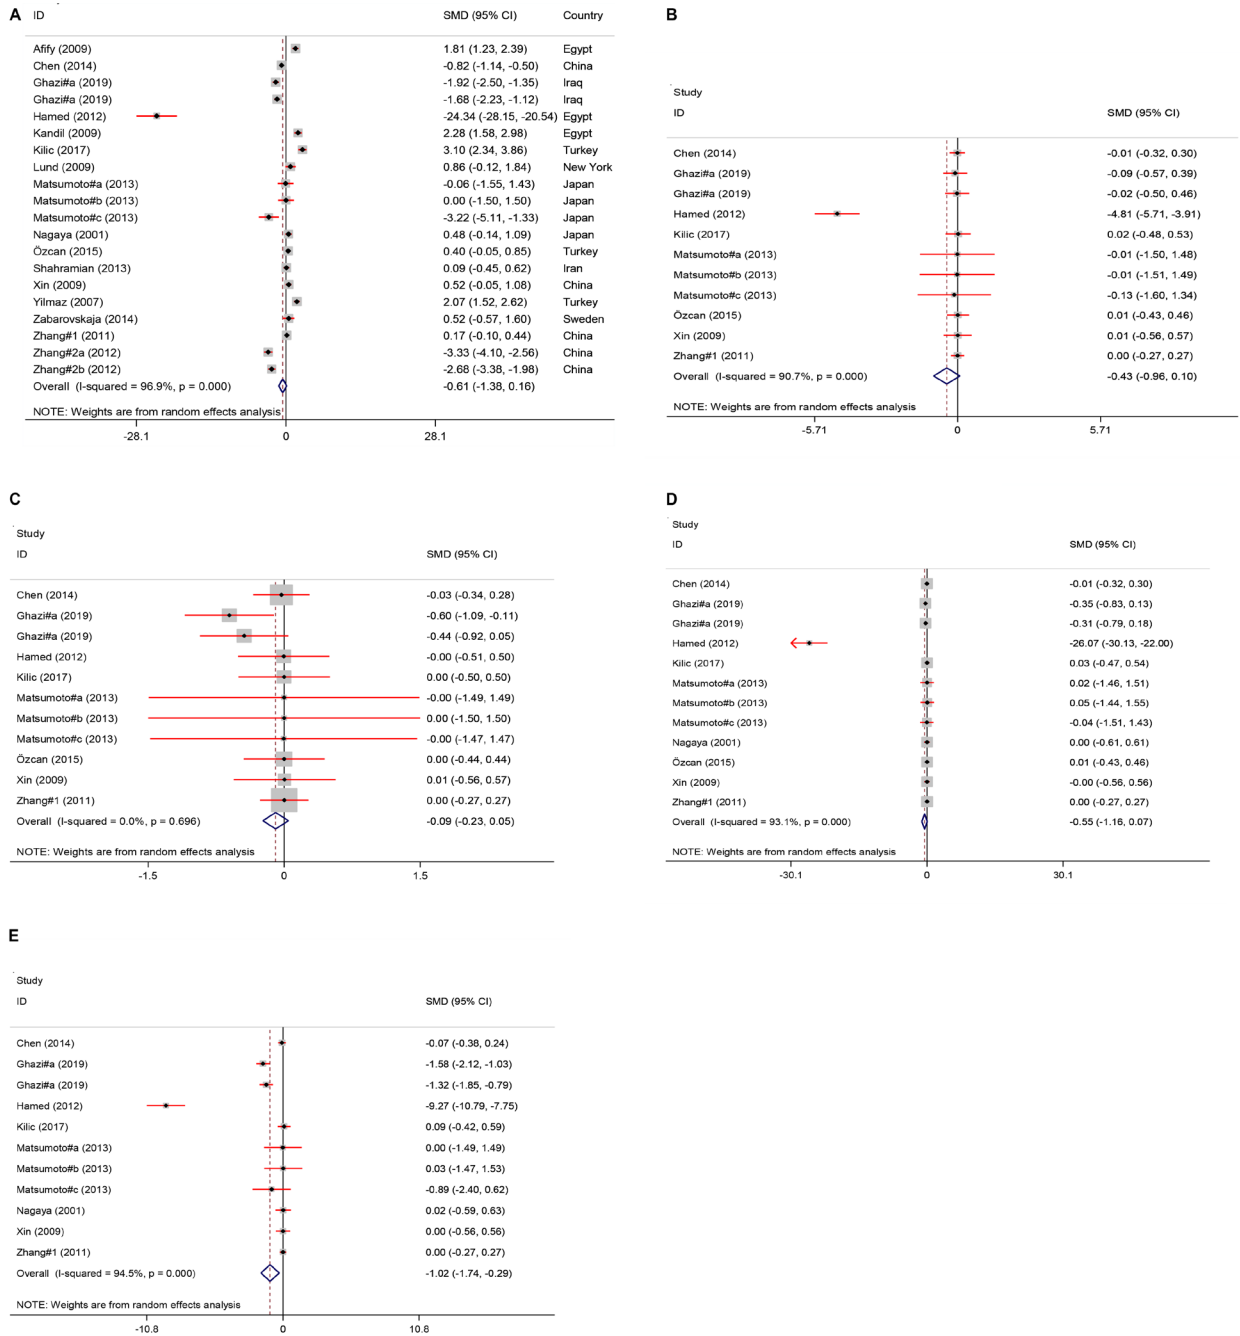 A
ID SMD (95% CI) Country
Afify (2009) 1.81 (1.23, 2.39) Egypt
Chen (2014) -0.82 (-1.14, -0.50) China
Ghazi#a (2019) -1.92 (-2.50, -1.35) Iraq
Ghazi#a (2019) -1.68 (-2.23, -1.12) Iraq
Hamed (2012) -24.34 (-28.15, -20.54) Egypt
Kandil (2009) 2.28 (1.58, 2.98) Egypt
Kilic (2017) 3.10 (2.34, 3.86) Turkey
Lund (2009) 0.86 (-0.12, 1.84) New York
Matsumoto#a (2013) -0.06 (-1.55, 1.43) Japan
Matsumoto#b (2013) 0.00 (-1.50, 1.50) Japan
Matsumoto#c (2013) -3.22 (-5.11, -1.33) Japan
Nagaya (2001) 0.48 (-0.14, 1.09) Japan
Özcan (2015) 0.40 (-0.05, 0.85) Turkey
Shahramian (2013) 0.09 (-0.45, 0.62) Iran
Xin (2009) 0.52 (-0.05, 1.08) China
Yilmaz (2007) 2.07 (1.52, 2.62) Turkey
Zabarovskaja (2014) 0.52 (-0.57, 1.60) Sweden
Zhang#1 (2011) 0.17 (-0.10, 0.44) China
Zhang#2a (2012) -3.33 (-4.10, -2.56) China
Zhang#2b (2012) -2.68 (-3.38, -1.98) China
Overall (I-squared = 96.9%, p = 0.000) -0.61 (-1.38, 0.16)
NOTE: Weights are from random effects analysis
-28.1 0 28.1
B
Study
ID SMD (95% CI)
Chen (2014) -0.01 (-0.32, 0.30)
Ghazi#a (2019) -0.09 (-0.57, 0.39)
Ghazi#a (2019) -0.02 (-0.50, 0.46)
Hamed (2012) -4.81 (-5.71, -3.91)
Kilic (2017) 0.02 (-0.48, 0.53)
Matsumoto#a (2013) -0.01 (-1.50, 1.48)
Matsumoto#b (2013) -0.01 (-1.51, 1.49)
Matsumoto#c (2013) -0.13 (-1.60, 1.34)
Özcan (2015) 0.01 (-0.43, 0.46)
Xin (2009) 0.01 (-0.56, 0.57)
Zhang#1 (2011) 0.00 (-0.27, 0.27)
Overall (I-squared = 90.7%, p = 0.000) -0.43 (-0.96, 0.10)
NOTE: Weights are from random effects analysis
-5.71 0 5.71
C
Study
ID SMD (95% CI)
Chen (2014) -0.03 (-0.34, 0.28)
Ghazi#a (2019) -0.60 (-1.09, -0.11)
Ghazi#a (2019) -0.44 (-0.92, 0.05)
Hamed (2012) -0.00 (-0.51, 0.50)
Kilic (2017) 0.00 (-0.50, 0.50)
Matsumoto#a (2013) -0.00 (-1.49, 1.49)
Matsumoto#b (2013) 0.00 (-1.50, 1.50)
Matsumoto#c (2013) -0.00 (-1.47, 1.47)
Özcan (2015) 0.00 (-0.44, 0.44)
Xin (2009) 0.01 (-0.56, 0.57)
Zhang#1 (2011) 0.00 (-0.27, 0.27)
Overall (I-squared = 0.0%, p = 0.696) -0.09 (-0.23, 0.05)
NOTE: Weights are from random effects analysis
-1.5 0 1.5
D
Study
ID SMD (95% CI)
Chen (2014) -0.01 (-0.32, 0.30)
Ghazi#a (2019) -0.35 (-0.83, 0.13)
Ghazi#a (2019) -0.31 (-0.79, 0.18)
Hamed (2012) -26.07 (-30.13, -22.00)
Kilic (2017) 0.03 (-0.47, 0.54)
Matsumoto#a (2013) 0.02 (-1.46, 1.51)
Matsumoto#b (2013) 0.05 (-1.44, 1.55)
Matsumoto#c (2013) -0.04 (-1.51, 1.43)
Nagaya (2001) 0.00 (-0.61, 0.61)
Özcan (2015) 0.01 (-0.43, 0.46)
Xin (2009) -0.00 (-0.56, 0.56)
Zhang#1 (2011) 0.00 (-0.27, 0.27)
Overall (I-squared = 93.1%, p = 0.000) -0.55 (-1.16, 0.07)
NOTE: Weights are from random effects analysis
-30.1 0 30.1
E
Study
ID SMD (95% CI)
Chen (2014) -0.07 (-0.38, 0.24)
Ghazi#a (2019) -1.58 (-2.12, -1.03)
Ghazi#a (2019) -1.32 (-1.85, -0.79)
Hamed (2012) -9.27 (-10.79, -7.75)
Kilic (2017) 0.09 (-0.42, 0.59)
Matsumoto#a (2013) 0.00 (-1.49, 1.49)
Matsumoto#b (2013) 0.03 (-1.47, 1.53)
Matsumoto#c (2013) -0.89 (-2.40, 0.62)
Nagaya (2001) 0.02 (-0.59, 0.63)
Xin (2009) 0.00 (-0.56, 0.56)
Zhang#1 (2011) 0.00 (-0.27, 0.27)
Overall (I-squared = 94.5%, p = 0.000) -1.02 (-1.74, -0.29)
NOTE: Weights are from random effects analysis
-10.8 0 10.8